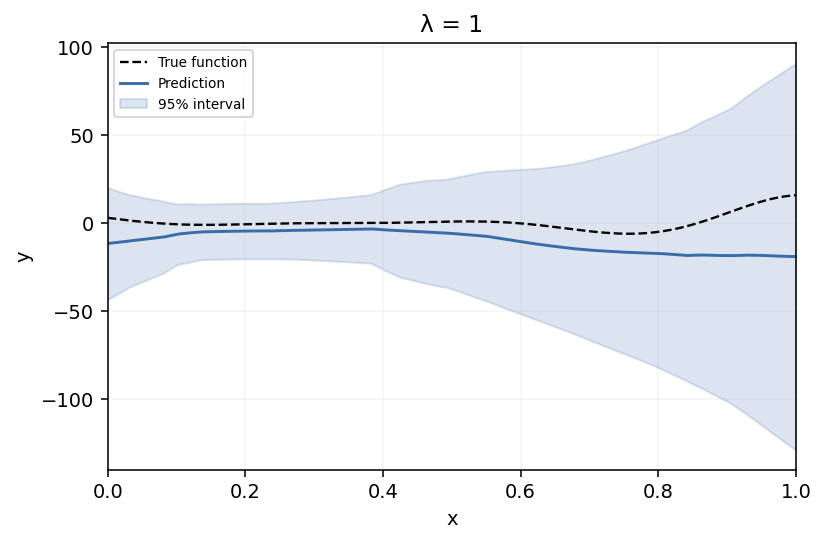 λ = 1
True function
Prediction
95% interval
y
100
50
0
−50
−100
0.0 0.2 0.4 0.6 0.8 1.0
x